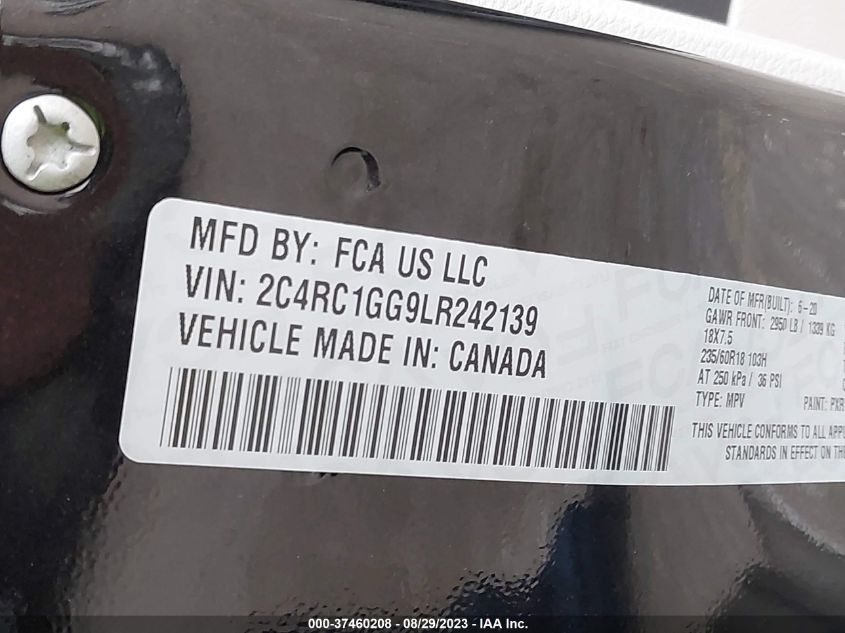 MFD BY: FCA US LLC
VIN: 2C4RC1GG9LR242139
VEHICLE MADE IN: CANADA
DATE OF MFR(BUILT): 6-20
GAWR FRONT: 2950 LB / 1339 KG
18X7.5
235/60R18 103H
AT 250 kPa / 36 PSI
TYPE: MPV PAINT: PXR
THIS VEHICLE CONFORMS TO ALL
STANDARDS IN EFFECT ON
000-37460208 - 08/29/2023 - IAA Inc.